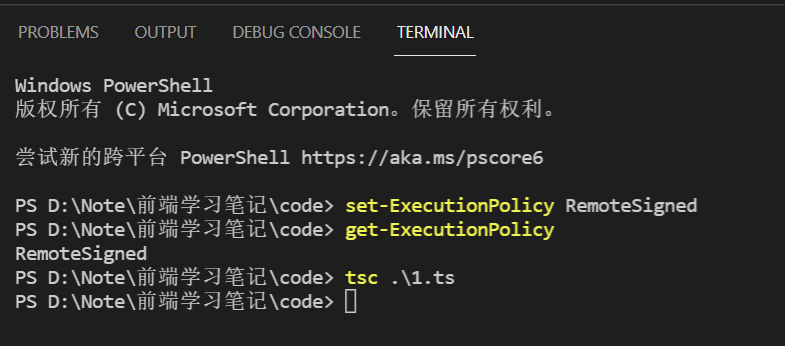 PROBLEMS OUTPUT DEBUG CONSOLE TERMINAL
Windows PowerShell
版权所有 (C) Microsoft Corporation。保留所有权利。
尝试新的跨平台 PowerShell https://aka.ms/pscore6
PS D:\Note\前端学习笔记\code> set-ExecutionPolicy RemoteSigned
PS D:\Note\前端学习笔记\code> get-ExecutionPolicy
RemoteSigned
PS D:\Note\前端学习笔记\code> tsc .\1.ts
PS D:\Note\前端学习笔记\code>